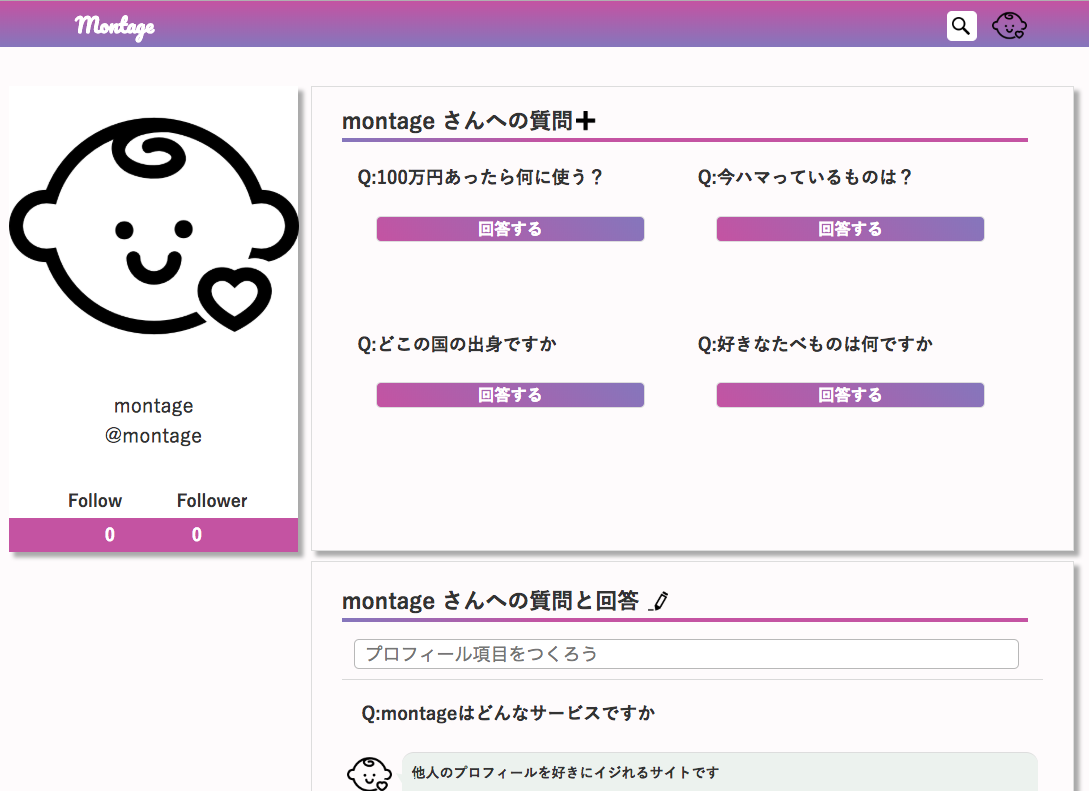 Montage
montage
@montage
Follow Follower
0 0
montage さんへの質問
Q:100万円あったら何に使う？
回答する
Q:今ハマっているものは？
回答する
Q:どこの国の出身ですか
回答する
Q:好きなたべものは何ですか
回答する
montage さんへの質問と回答
プロフィール項目をつくろう
Q:montageはどんなサービスですか
他人のプロフィールを好きにイジれるサイトです